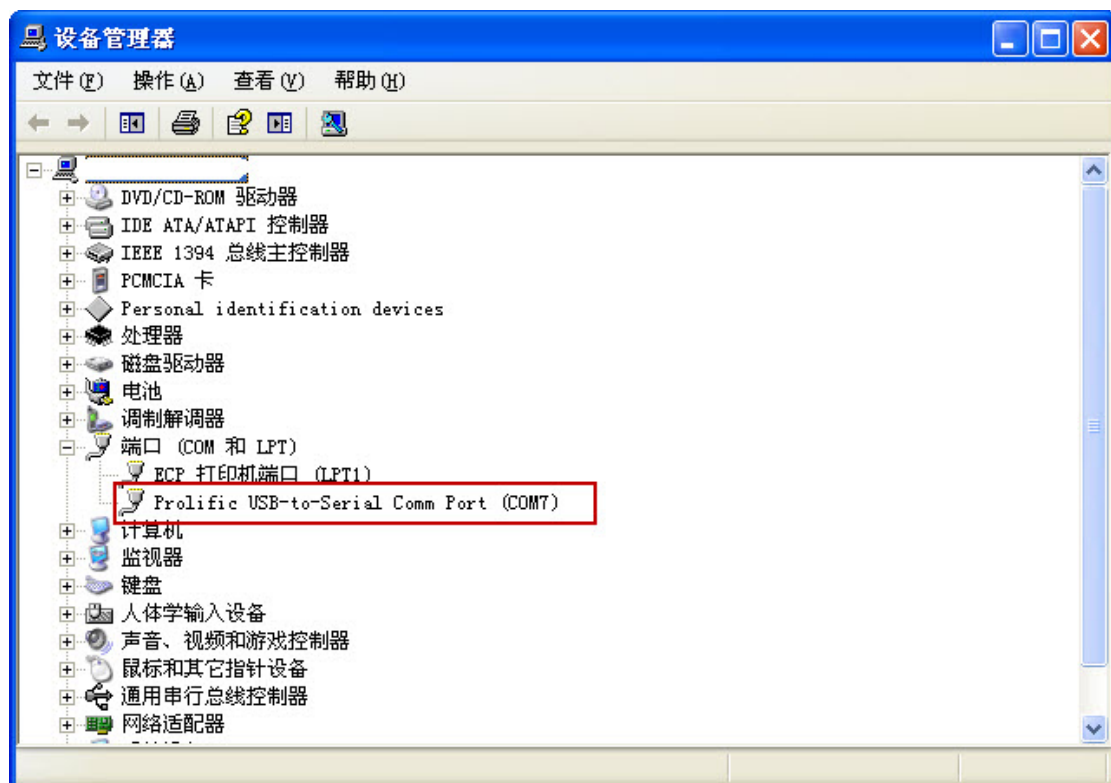 设备管理器
文件(F) 操作(A) 查看(V) 帮助(H)
DVD/CD-ROM 驱动器
IDE ATA/ATAPI 控制器
IEEE 1394 总线主控制器
PCMCIA 卡
Personal identification devices
处理器
磁盘驱动器
电池
调制解调器
端口 (COM 和 LPT)
ECP 打印机端口 (LPT1)
Prolific USB-to-Serial Comm Port (COM7)
计算机
监视器
键盘
人体学输入设备
声音、视频和游戏控制器
鼠标和其它指针设备
通用串行总线控制器
网络适配器